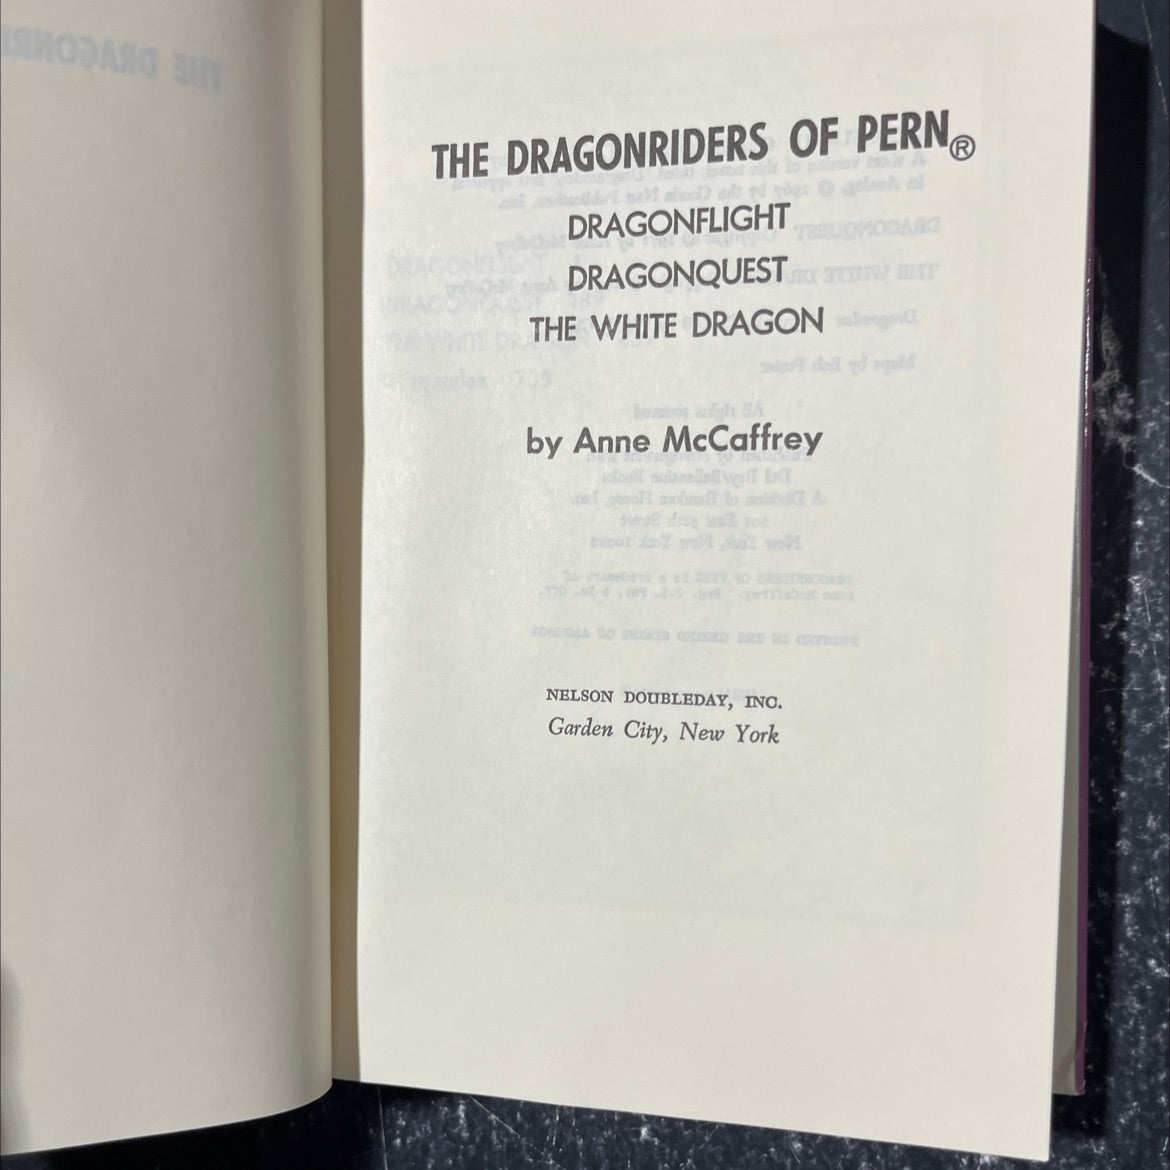 THE DRAGONRIDERS OF PERN®
DRAGONFLIGHT
DRAGONQUEST
THE WHITE DRAGON
by Anne McCaffrey
NELSON DOUBLEDAY, INC.
Garden City, New York